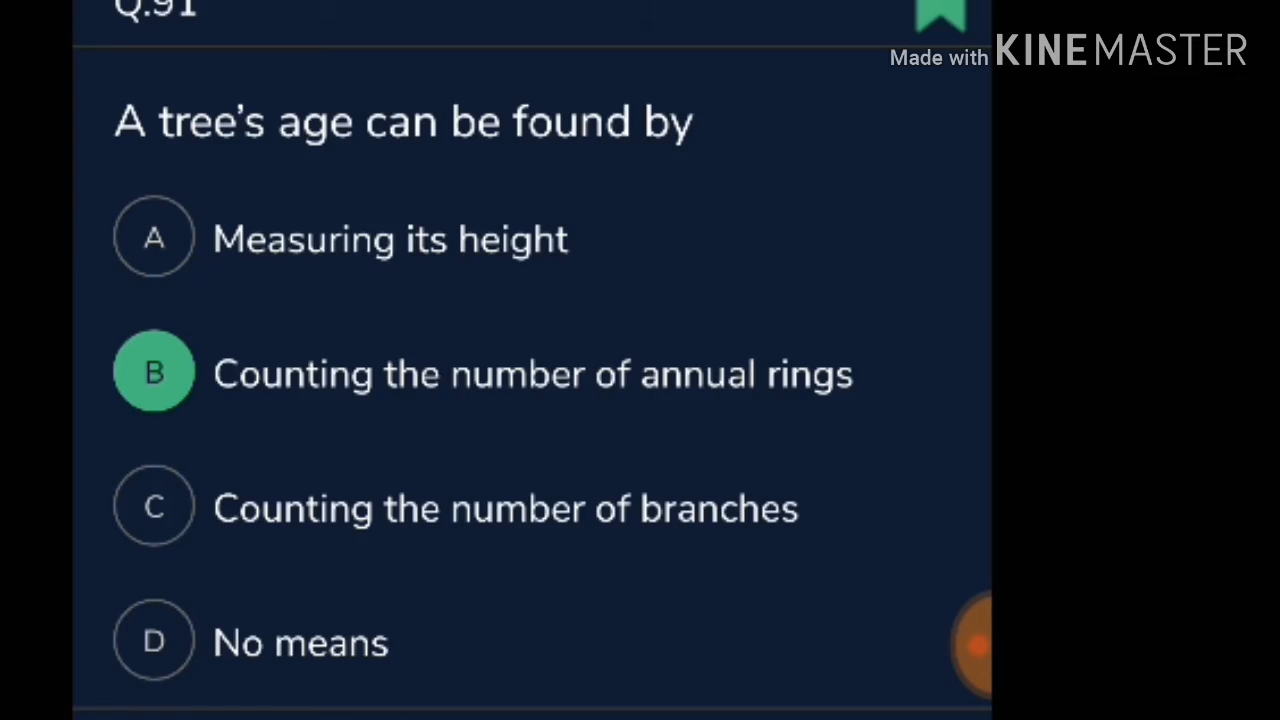 Q.91
Made with KINEMASTER
A tree’s age can be found by
A Measuring its height
B Counting the number of annual rings
C Counting the number of branches
D No means